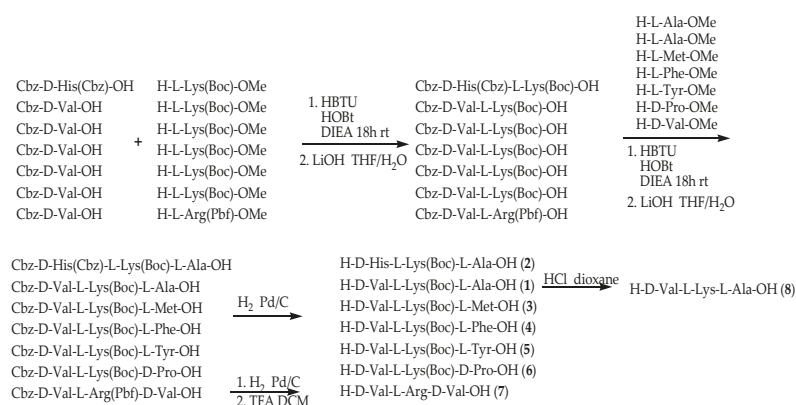 Cbz-D-His(Cbz)-OH
Cbz-D-Val-OH
Cbz-D-Val-OH
Cbz-D-Val-OH
Cbz-D-Val-OH
Cbz-D-Val-OH
Cbz-D-Val-OH
+
H-L-Lys(Boc)-OMe
H-L-Lys(Boc)-OMe
H-L-Lys(Boc)-OMe
H-L-Lys(Boc)-OMe
H-L-Lys(Boc)-OMe
H-L-Lys(Boc)-OMe
H-L-Arg(Pbf)-OMe
1. HBTU
HOBt
DIEA 18h rt
2. LiOH THF/H2O
Cbz-D-His(Cbz)-L-Lys(Boc)-OH
Cbz-D-Val-L-Lys(Boc)-OH
Cbz-D-Val-L-Lys(Boc)-OH
Cbz-D-Val-L-Lys(Boc)-OH
Cbz-D-Val-L-Lys(Boc)-OH
Cbz-D-Val-L-Lys(Boc)-OH
Cbz-D-Val-L-Arg(Pbf)-OH
H-L-Ala-OMe
H-L-Ala-OMe
H-L-Met-OMe
H-L-Phe-OMe
H-L-Tyr-OMe
H-D-Pro-OMe
H-D-Val-OMe
1. HBTU
HOBt
DIEA 18h rt
2. LiOH THF/H2O
Cbz-D-His(Cbz)-L-Lys(Boc)-L-Ala-OH
Cbz-D-Val-L-Lys(Boc)-L-Ala-OH
Cbz-D-Val-L-Lys(Boc)-L-Met-OH
Cbz-D-Val-L-Lys(Boc)-L-Phe-OH
Cbz-D-Val-L-Lys(Boc)-L-Tyr-OH
Cbz-D-Val-L-Lys(Boc)-D-Pro-OH
Cbz-D-Val-L-Arg(Pbf)-D-Val-OH
H2 Pd/C
1. H2 Pd/C
2. TFA DCM
H-D-His-L-Lys(Boc)-L-Ala-OH (2)
H-D-Val-L-Lys(Boc)-L-Ala-OH (1)
H-D-Val-L-Lys(Boc)-L-Met-OH (3)
H-D-Val-L-Lys(Boc)-L-Phe-OH (4)
H-D-Val-L-Lys(Boc)-L-Tyr-OH (5)
H-D-Val-L-Lys(Boc)-D-Pro-OH (6)
H-D-Val-L-Arg-D-Val-OH (7)
HCl dioxane
H-D-Val-L-Lys-L-Ala-OH (8)